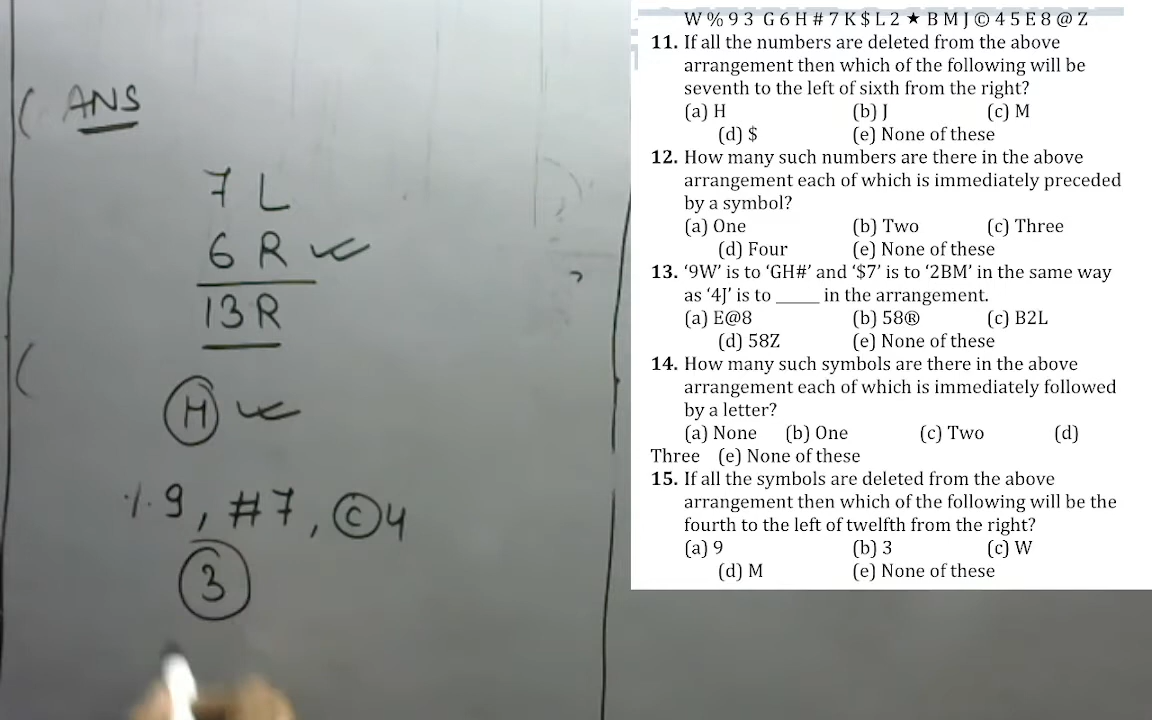 ANS
7 L
6 R
13 R
H
% 9 , # 7 , © 4
3
W % 9 3 G 6 H # 7 K $ L 2 ★ B M J © 4 5 E 8 @ Z
11. If all the numbers are deleted from the above
arrangement then which of the following will be
seventh to the left of sixth from the right?
(a) H (b) J (c) M
(d) $ (e) None of these
12. How many such numbers are there in the above
arrangement each of which is immediately preceded
by a symbol?
(a) One (b) Two (c) Three
(d) Four (e) None of these
13. ‘9W’ is to ‘GH#’ and ‘$7’ is to ‘2BM’ in the same way
as ‘4J’ is to _____ in the arrangement.
(a) E@8 (b) 58® (c) B2L
(d) 58Z (e) None of these
14. How many such symbols are there in the above
arrangement each of which is immediately followed
by a letter?
(a) None (b) One (c) Two (d)
Three (e) None of these
15. If all the symbols are deleted from the above
arrangement then which of the following will be the
fourth to the left of twelfth from the right?
(a) 9 (b) 3 (c) W
(d) M (e) None of these